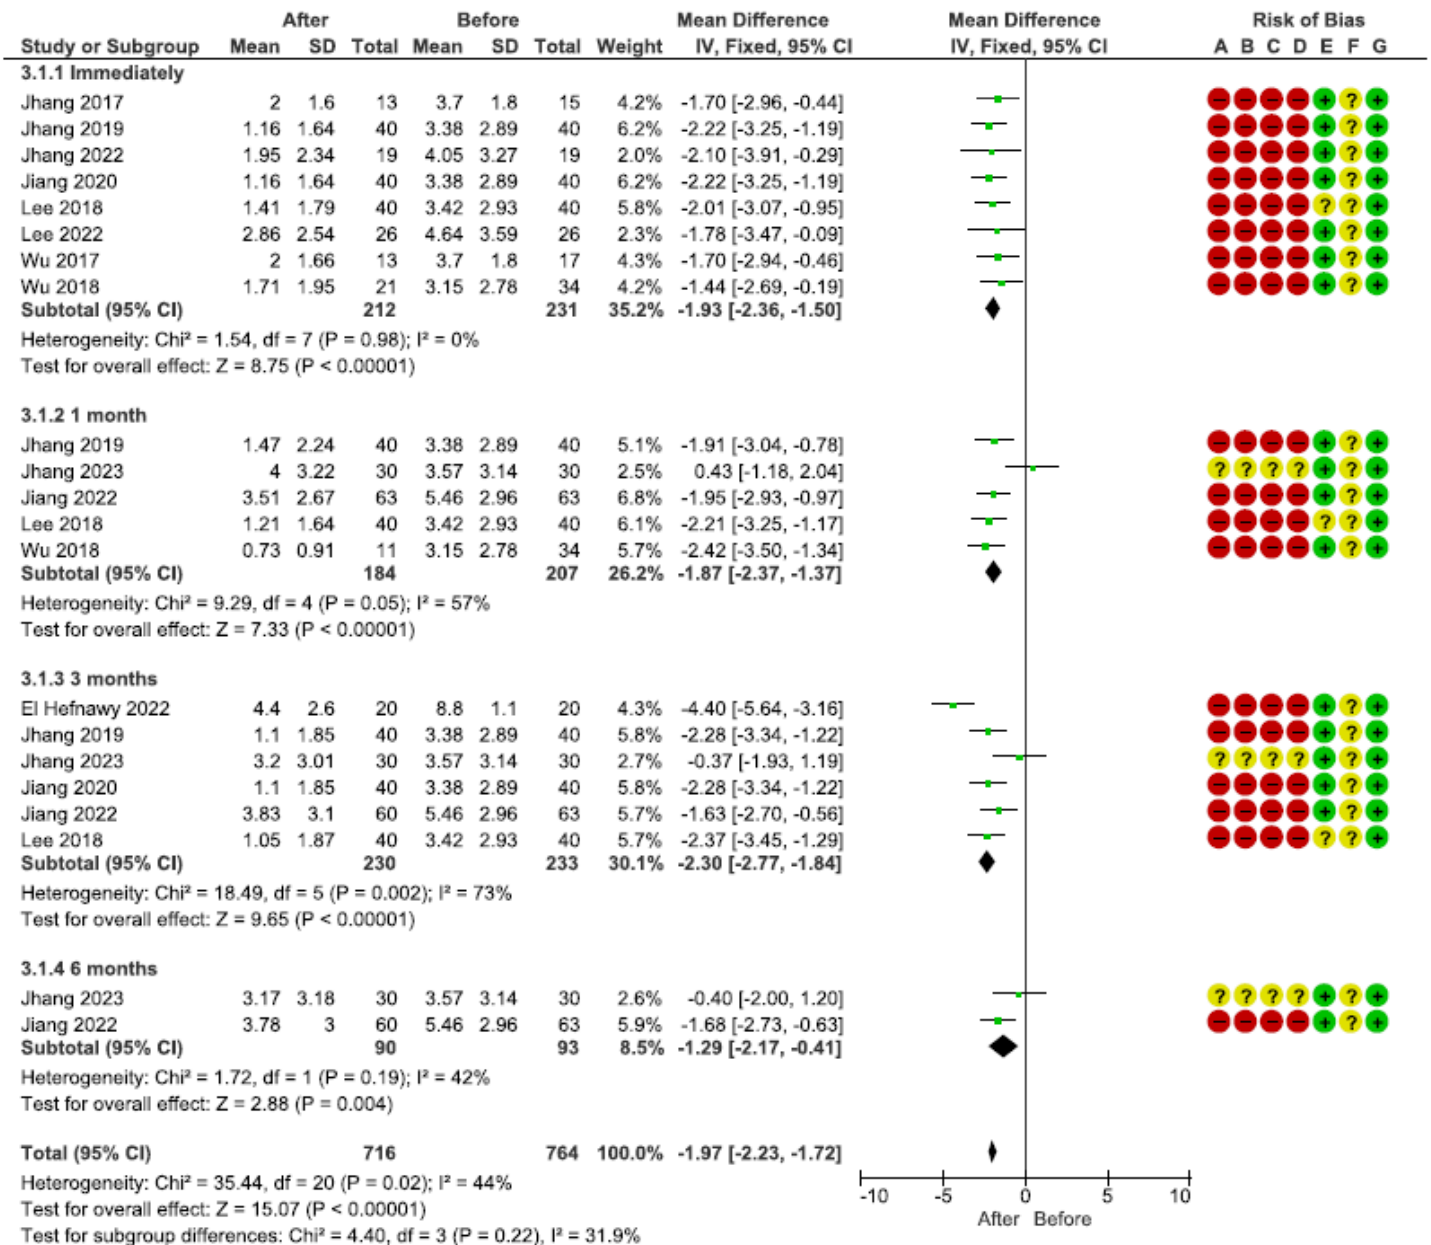 After Before Mean Difference Mean Difference Risk of Bias
Study or Subgroup Mean SD Total Mean SD Total Weight IV, Fixed, 95% CI IV, Fixed, 95% CI A B C D E F G
3.1.1 Immediately
Jhang 2017 2 1.6 13 3.7 1.8 15 4.2% -1.70 [-2.96, -0.44] − − − − + ? +
Jhang 2019 1.16 1.64 40 3.38 2.89 40 6.2% -2.22 [-3.25, -1.19] − − − − + ? +
Jhang 2022 1.95 2.34 19 4.05 3.27 19 2.0% -2.10 [-3.91, -0.29] − − − − + ? +
Jiang 2020 1.16 1.64 40 3.38 2.89 40 6.2% -2.22 [-3.25, -1.19] − − − − + ? +
Lee 2018 1.41 1.79 40 3.42 2.93 40 5.8% -2.01 [-3.07, -0.95] − − − − ? ? +
Lee 2022 2.86 2.54 26 4.64 3.59 26 2.3% -1.78 [-3.47, -0.09] − − − − + ? +
Wu 2017 2 1.66 13 3.7 1.8 17 4.3% -1.70 [-2.94, -0.46] − − − − + ? +
Wu 2018 1.71 1.95 21 3.15 2.78 34 4.2% -1.44 [-2.69, -0.19] − − − − + ? +
Subtotal (95% CI) 212 231 35.2% -1.93 [-2.36, -1.50]
Heterogeneity: Chi² = 1.54, df = 7 (P = 0.98); I² = 0%
Test for overall effect: Z = 8.75 (P < 0.00001)
3.1.2 1 month
Jhang 2019 1.47 2.24 40 3.38 2.89 40 5.1% -1.91 [-3.04, -0.78] − − − − + ? +
Jhang 2023 4 3.22 30 3.57 3.14 30 2.5% 0.43 [-1.18, 2.04] ? ? ? ? + ? +
Jiang 2022 3.51 2.67 63 5.46 2.96 63 6.8% -1.95 [-2.93, -0.97] − − − − + ? +
Lee 2018 1.21 1.64 40 3.42 2.93 40 6.1% -2.21 [-3.25, -1.17] − − − − ? ? +
Wu 2018 0.73 0.91 11 3.15 2.78 34 5.7% -2.42 [-3.50, -1.34] − − − − + ? +
Subtotal (95% CI) 184 207 26.2% -1.87 [-2.37, -1.37]
Heterogeneity: Chi² = 9.29, df = 4 (P = 0.05); I² = 57%
Test for overall effect: Z = 7.33 (P < 0.00001)
3.1.3 3 months
El Hefnawy 2022 4.4 2.6 20 8.8 1.1 20 4.3% -4.40 [-5.64, -3.16] − − − − + ? +
Jhang 2019 1.1 1.85 40 3.38 2.89 40 5.8% -2.28 [-3.34, -1.22] − − − − + ? +
Jhang 2023 3.2 3.01 30 3.57 3.14 30 2.7% -0.37 [-1.93, 1.19] ? ? ? ? + ? +
Jiang 2020 1.1 1.85 40 3.38 2.89 40 5.8% -2.28 [-3.34, -1.22] − − − − + ? +
Jiang 2022 3.83 3.1 60 5.46 2.96 63 5.7% -1.63 [-2.70, -0.56] − − − − + ? +
Lee 2018 1.05 1.87 40 3.42 2.93 40 5.7% -2.37 [-3.45, -1.29] − − − − ? ? +
Subtotal (95% CI) 230 233 30.1% -2.30 [-2.77, -1.84]
Heterogeneity: Chi² = 18.49, df = 5 (P = 0.002); I² = 73%
Test for overall effect: Z = 9.65 (P < 0.00001)
3.1.4 6 months
Jhang 2023 3.17 3.18 30 3.57 3.14 30 2.6% -0.40 [-2.00, 1.20] ? ? ? ? + ? +
Jiang 2022 3.78 3 60 5.46 2.96 63 5.9% -1.68 [-2.73, -0.63] − − − − + ? +
Subtotal (95% CI) 90 93 8.5% -1.29 [-2.17, -0.41]
Heterogeneity: Chi² = 1.72, df = 1 (P = 0.19); I² = 42%
Test for overall effect: Z = 2.88 (P = 0.004)
Total (95% CI) 716 764 100.0% -1.97 [-2.23, -1.72]
Heterogeneity: Chi² = 35.44, df = 20 (P = 0.02); I² = 44%
-10 -5 0 5 10
Test for overall effect: Z = 15.07 (P < 0.00001)
After Before
Test for subgroup differences: Chi² = 4.40, df = 3 (P = 0.22), I² = 31.9%